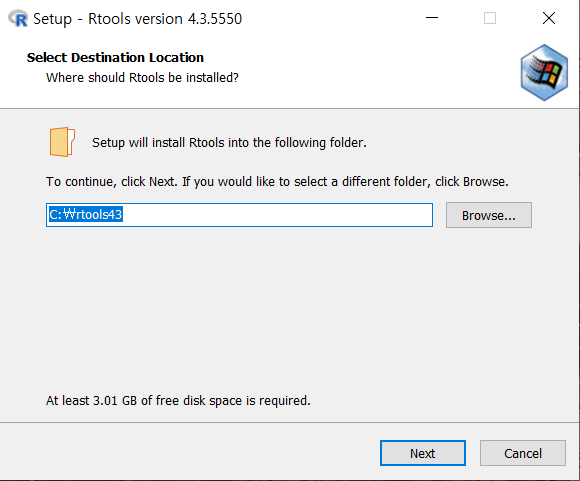 Setup - Rtools version 4.3.5550
Select Destination Location
Where should Rtools be installed?
Setup will install Rtools into the following folder.
To continue, click Next. If you would like to select a different folder, click Browse.
C:₩rtools43
Browse...
At least 3.01 GB of free disk space is required.
Next
Cancel